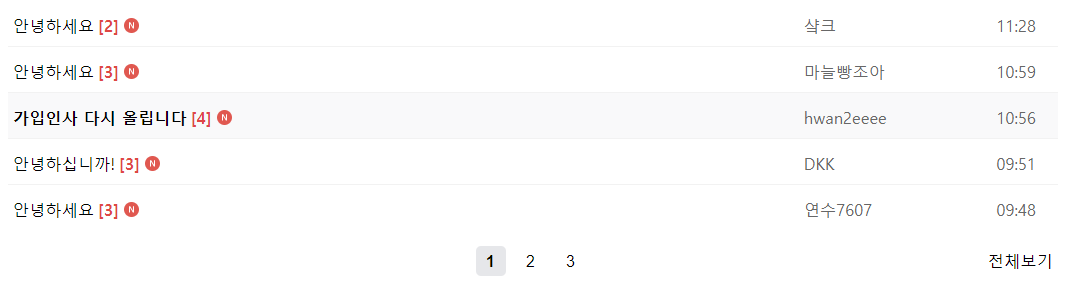 안녕하세요 [2] N 샄크 11:28
안녕하세요 [3] N 마늘빵조아 10:59
가입인사 다시 올립니다 [4] N hwan2eeee 10:56
안녕하십니까! [3] N DKK 09:51
안녕하세요 [3] N 연수7607 09:48
1 2 3 전체보기